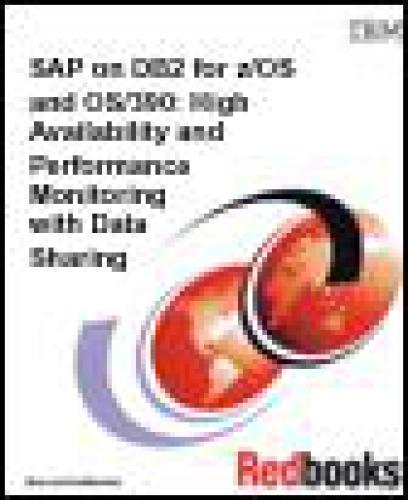 IBM
SAP on DB2 for z/OS
and OS/390: High
Availability and
Performance
Monitoring
with Data
Sharing
Redbooks